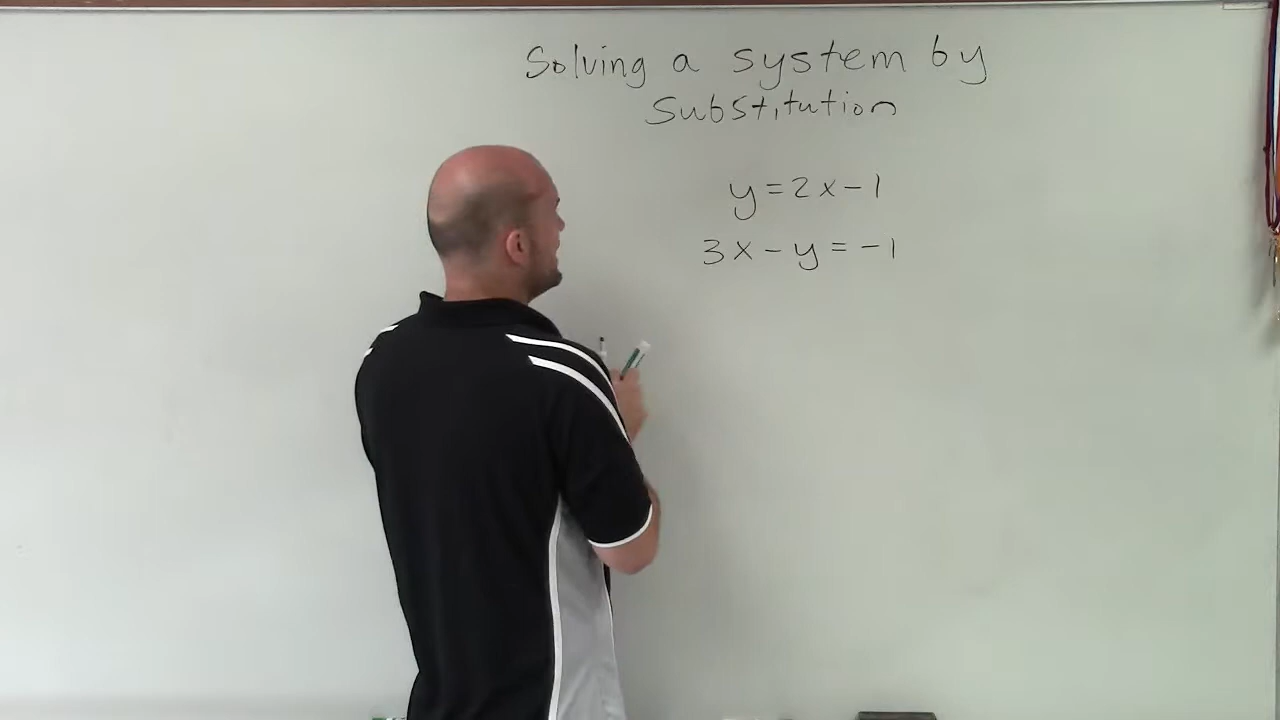 Solving a system by
Substitution
y=2x-1
3x-y=-1